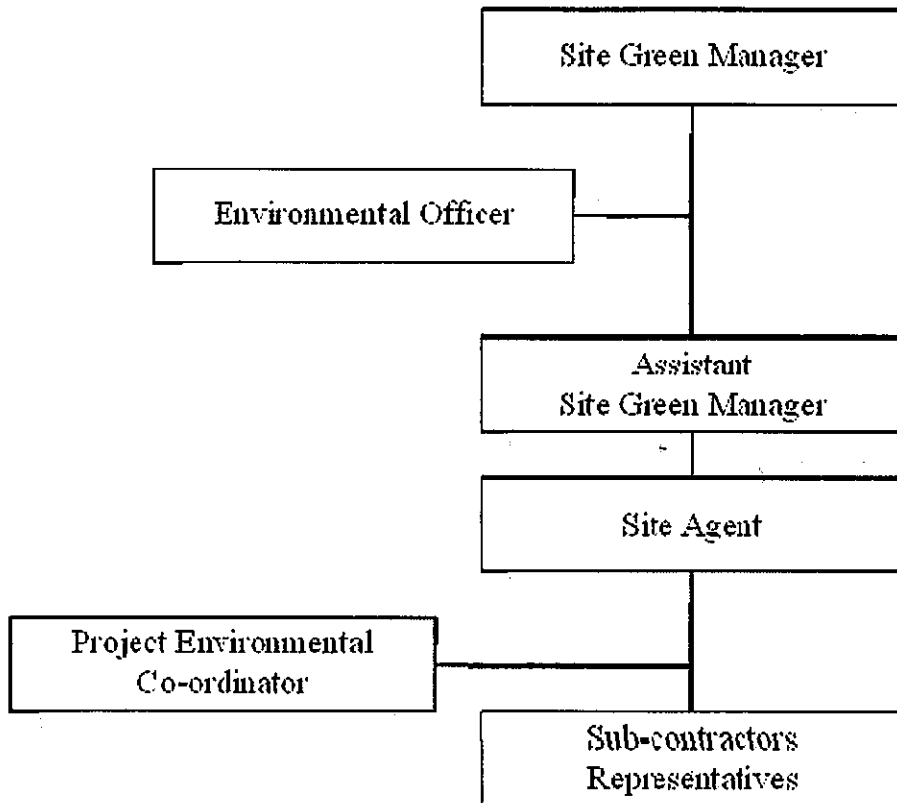 Site Green Manager
Environmental Officer
Assistant
Site Green Manager
Site Agent
Project Environmental
Co-ordinator
Sub-contractors
Representatives